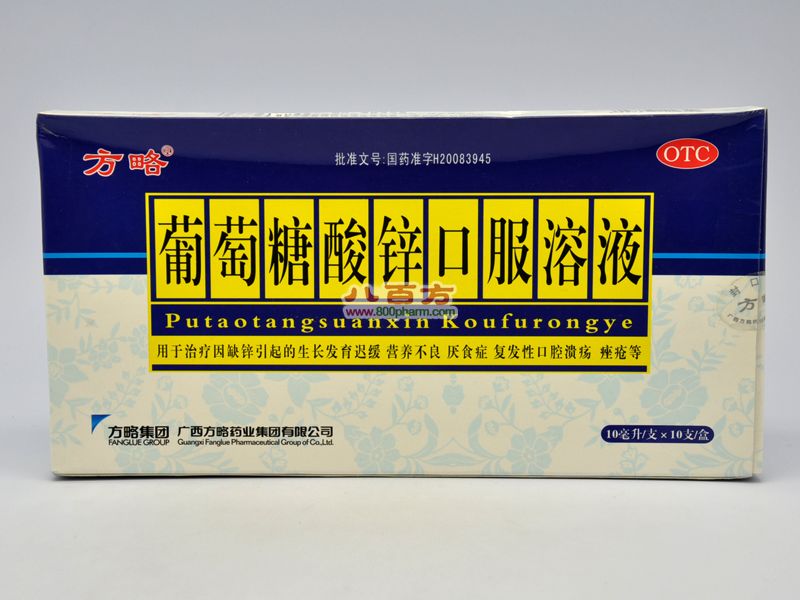 方略
批准文号:国药准字H20083945
OTC
葡萄糖酸锌口服溶液
八百方
www.800pharm.com
Putaotangsuanxin Koufurongye
用于治疗因缺锌引起的生长发育迟缓 营养不良 厌食症 复发性口腔溃疡 痤疮等
封口
方
方略集团 广西方略药业集团有限公司
FANGLUE GROUP Guangxi Fanglue Pharmaceutical Group of Co.,Ltd.
10毫升/支×10支/盒